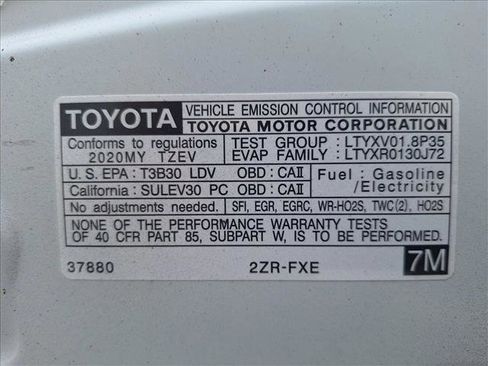 TOYOTA VEHICLE EMISSION CONTROL INFORMATION
TOYOTA MOTOR CORPORATION
Conforms to regulations
2020MY TZEV
TEST GROUP : LTYXV01.8P35
EVAP FAMILY : LTYXR0130J72
U. S. EPA : T3B30 LDV OBD : CAII
California : SULEV30 PC OBD : CAII
Fuel : Gasoline
/Electricity
No adjustments needed. SFI, EGR, EGRC, WR-HO2S, TWC(2), HO2S
NONE OF THE PERFORMANCE WARRANTY TESTS
OF 40 CFR PART 85, SUBPART W, IS TO BE PERFORMED.
37880 2ZR-FXE 7M